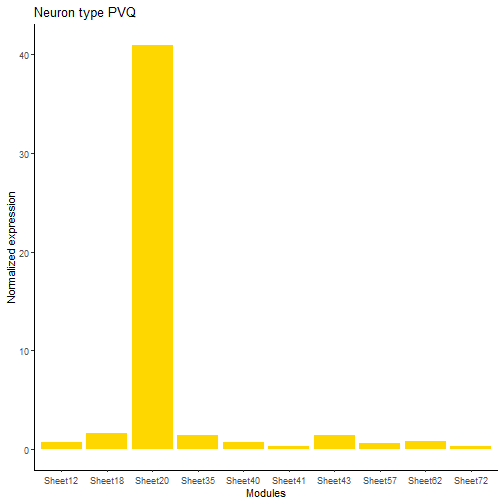 Neuron type PVQ
Normalized expression
40
30
20
10
0
Sheet12 Sheet18 Sheet20 Sheet35 Sheet40 Sheet41 Sheet43 Sheet57 Sheet62 Sheet72
Modules